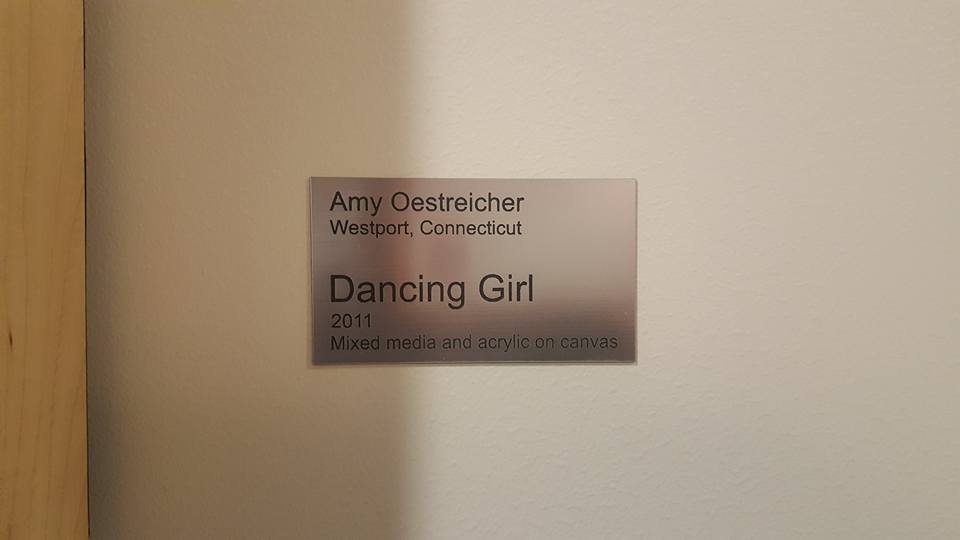 Amy Oestreicher
Westport, Connecticut
Dancing Girl
2011
Mixed media and acrylic on canvas